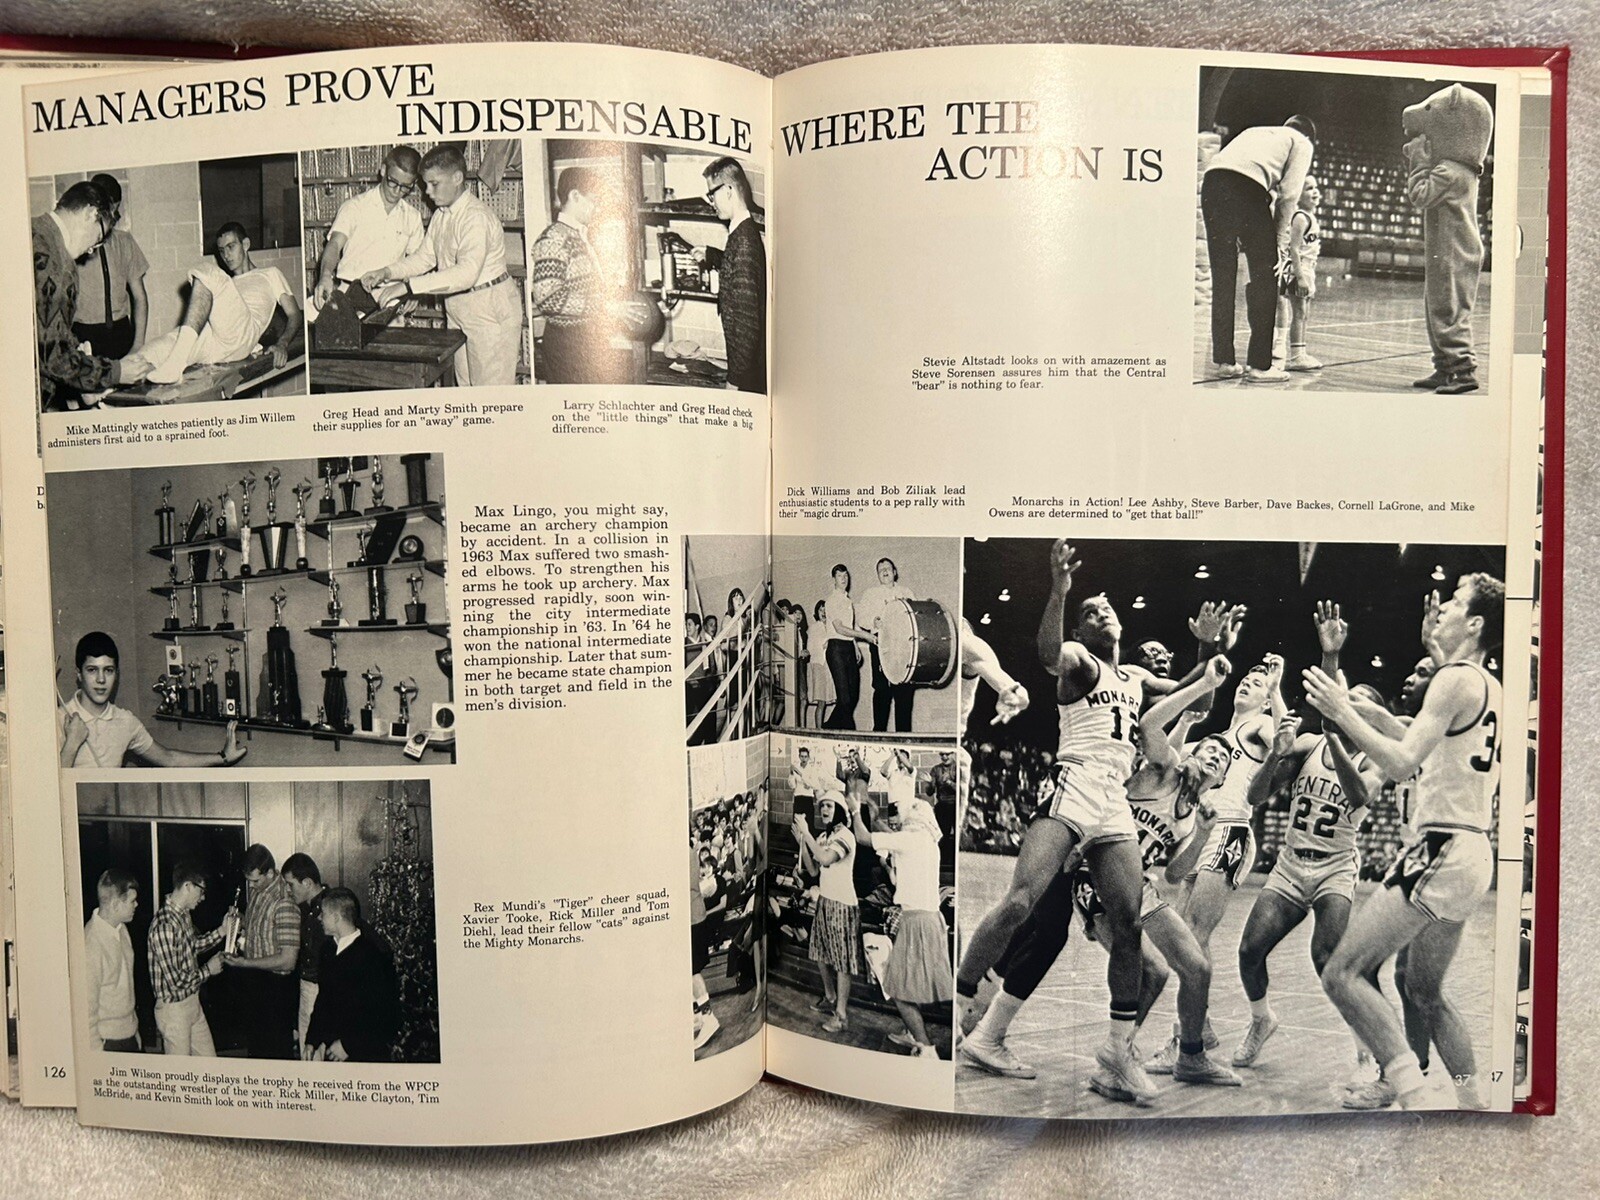 MANAGERS PROVE
INDISPENSABLE
Mike Mattingly watches patiently as Jim Willem
administers first aid to a sprained foot.
Greg Head and Marty Smith prepare
their supplies for an "away" game.
Larry Schlachter and Greg Head check
on the "little things" that make a big
difference.
Max Lingo, you might say,
became an archery champion
by accident. In a collision in
1963 Max suffered two smash-
ed elbows. To strengthen his
arms he took up archery. Max
progressed rapidly, soon win-
ning the city intermediate
championship in '63. In '64 he
won the national intermediate
championship. Later that sum-
mer he became state champion
in both target and field in the
men's division.
Rex Mundi's "Tiger" cheer squad,
Xavier Tooke, Rick Miller and Tom
Diehl, lead their fellow "cats" against
the Mighty Monarchs.
126
Jim Wilson proudly displays the trophy he received from the WPCP
as the outstanding wrestler of the year. Rick Miller, Mike Clayton, Tim
McBride, and Kevin Smith look on with interest.
WHERE THE
ACTION IS
Stevie Altstadt looks on with amazement as
Steve Sorensen assures him that the Central
"bear" is nothing to fear.
Dick Williams and Bob Ziliak lead
enthusiastic students to a pep rally with
their "magic drum."
Monarchs in Action! Lee Ashby, Steve Barber, Dave Backes, Cornell LaGrone, and Mike
Owens are determined to "get that ball!"
MONARC
12
MONARC
CENTRAL
22
37
47